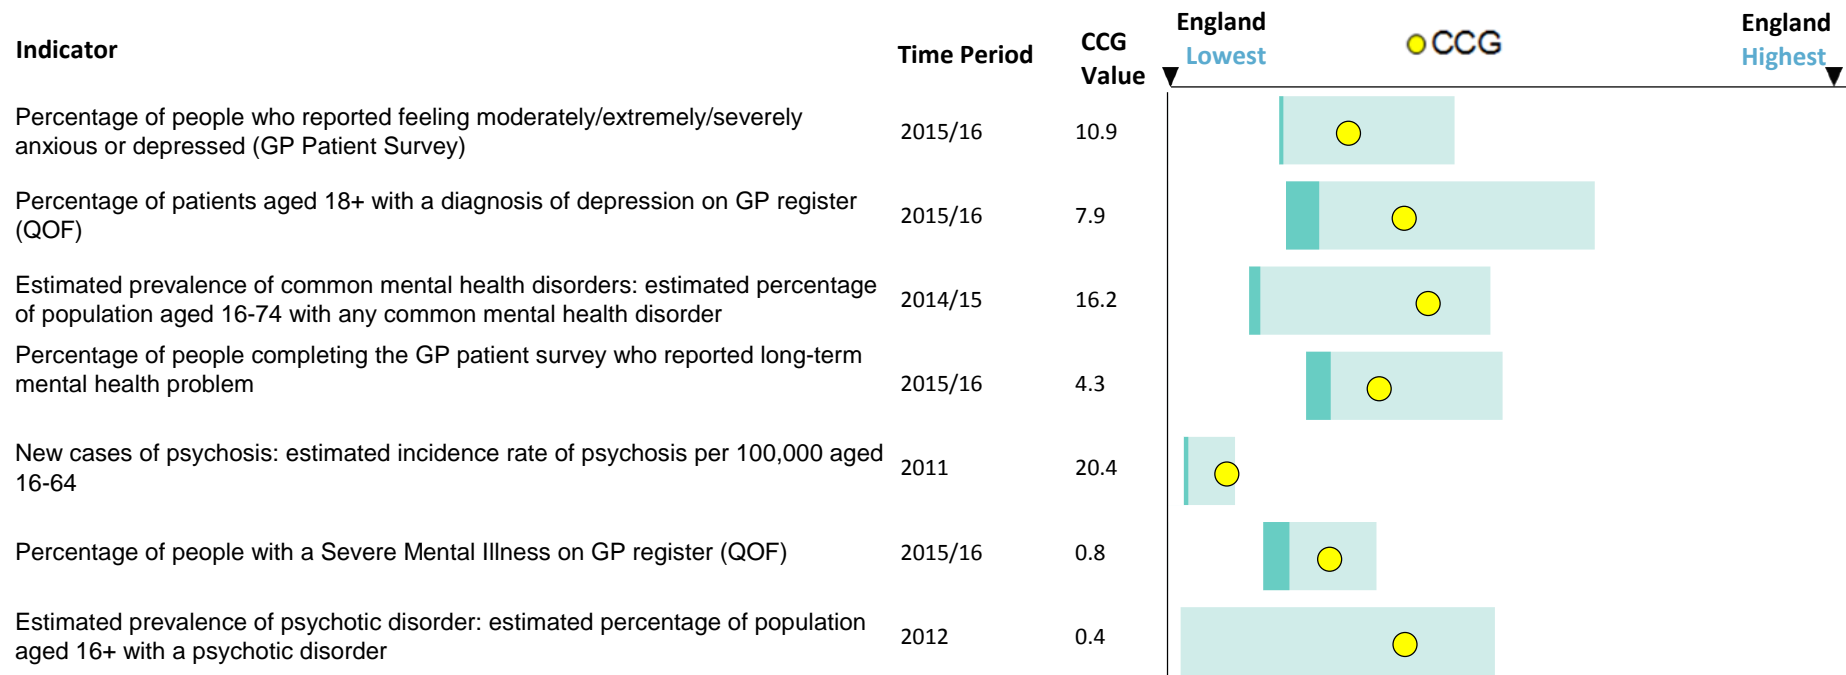 Indicator
Time Period
CCG
Value
England
Lowest
CCG
England
Highest
Percentage of people who reported feeling moderately/extremely/severely
anxious or depressed (GP Patient Survey)
2015/16
10.9
Percentage of patients aged 18+ with a diagnosis of depression on GP register
(QOF)
2015/16
7.9
Estimated prevalence of common mental health disorders: estimated percentage
of population aged 16-74 with any common mental health disorder
2014/15
16.2
Percentage of people completing the GP patient survey who reported long-term
mental health problem
2015/16
4.3
New cases of psychosis: estimated incidence rate of psychosis per 100,000 aged
16-64
2011
20.4
Percentage of people with a Severe Mental Illness on GP register (QOF)
2015/16
0.8
Estimated prevalence of psychotic disorder: estimated percentage of population
aged 16+ with a psychotic disorder
2012
0.4